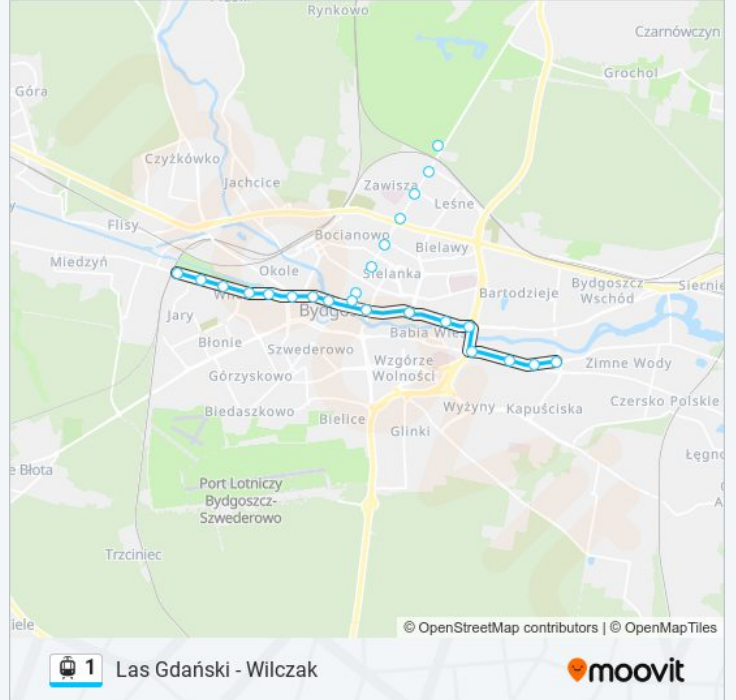 Rynkowo
Czarnówczyn
Grochol
Góra
Czyżkówko
Jachcice
Zawisza
Leśne
Flisy
Bocianowo
Bielawy
Miedzyń
Okole
Sielanka
Bydgoszcz
Wschód
Siernie
Bartodzieje
Jary
Błonie
Szwederowo
Babia Wieś
Wzgórze
Wolności
Zimne Wody
Górzyskowo
Biedaszkowo
Bielice
Wyżyny
Kapuściska
Czersko Polskie
Glinki
e Błota
Łęgno
Port Lotniczy
Bydgoszcz-
Szwederowo
Trzciniec
iele
© OpenStreetMap contributors | © OpenMapTiles
1 Las Gdański - Wilczak
moovit